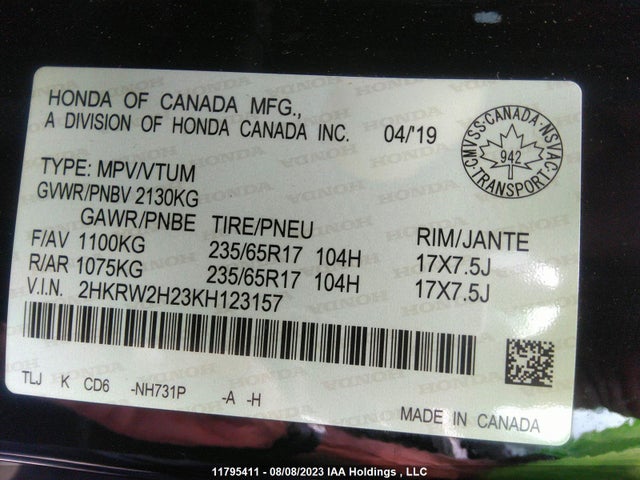 HONDA OF CANADA MFG.,
A DIVISION OF HONDA CANADA INC. 04/'19
CMVSS·CANADA·NSVAC·TRANSPORT·
942
TYPE: MPV/VTUM
GVWR/PNBV 2130KG
GAWR/PNBE TIRE/PNEU RIM/JANTE
F/AV 1100KG 235/65R17 104H 17X7.5J
R/AR 1075KG 235/65R17 104H 17X7.5J
V.I.N. 2HKRW2H23KH123157
TLJ K CD6 -NH731P -A -H
MADE IN CANADA
11795411 - 08/08/2023 IAA Holdings , LLC